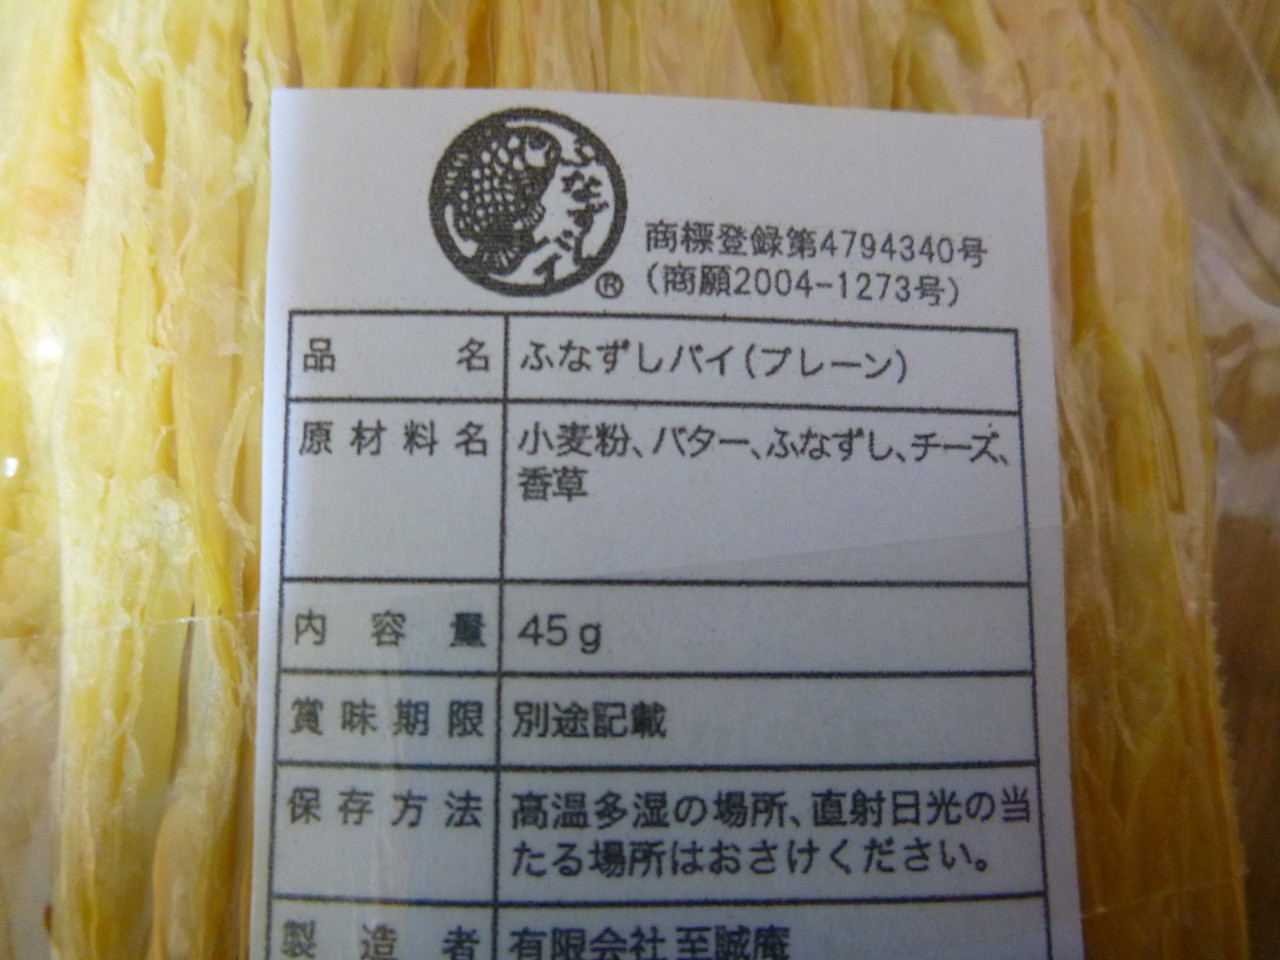 ふなずし
パイ
®
商標登録第4794340号
（商願2004-1273号）
品名 ふなずしパイ（プレーン）
原材料名 小麦粉、バター、ふなずし、チーズ、
香草
内容量 45g
賞味期限 別途記載
保存方法 高温多湿の場所、直射日光の当
たる場所はおさけください。
製造者 有限会社至誠庵